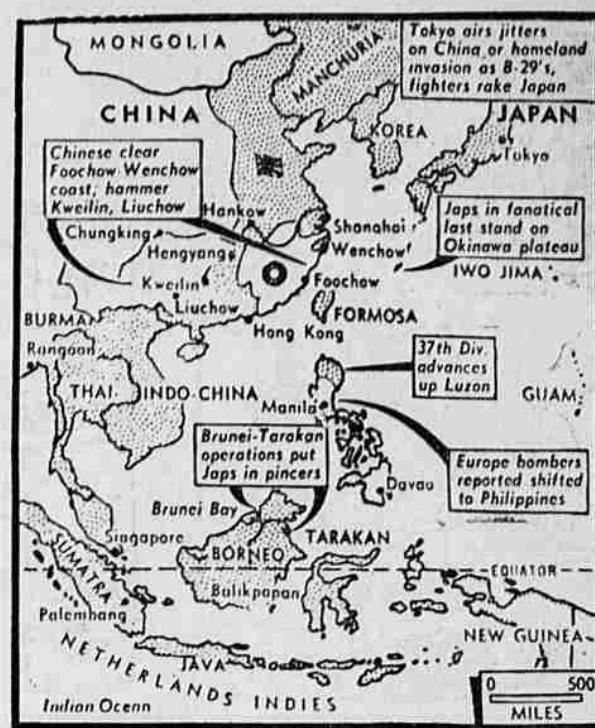 MONGOLIA
Tokyo airs jitters
on China or homeland
invasion as B-29's,
fighters rake Japan
MANCHURIA
CHINA
JAPAN
KOREA
Tokyo
Chinese clear
Foochow-Wenchow
coast; hammer
Kweilin, Liuchow
Hankow
Shanghai
Chungking
Wenchow
Hengyang
Japs in fanatical
last stand on
Okinawa plateau
Kweilin
Foochow
IWO JIMA
Liuchow
FORMOSA
BURMA
Hong Kong
Rangoon
37th Div.
advances
up Luzon
THAI
INDO-CHINA
Manila
GUAM
Brunei-Tarakan
operations put
Japs in pincers
Europe bombers
reported shifted
to Philippines
Davao
Brunei Bay
Singapore
TARAKAN
BORNEO
SUMATRA
EQUATOR
Balikpapan
Palembang
NEW GUINEA
JAVA
NETHERLANDS INDIES
0 500
MILES
Indian Ocean